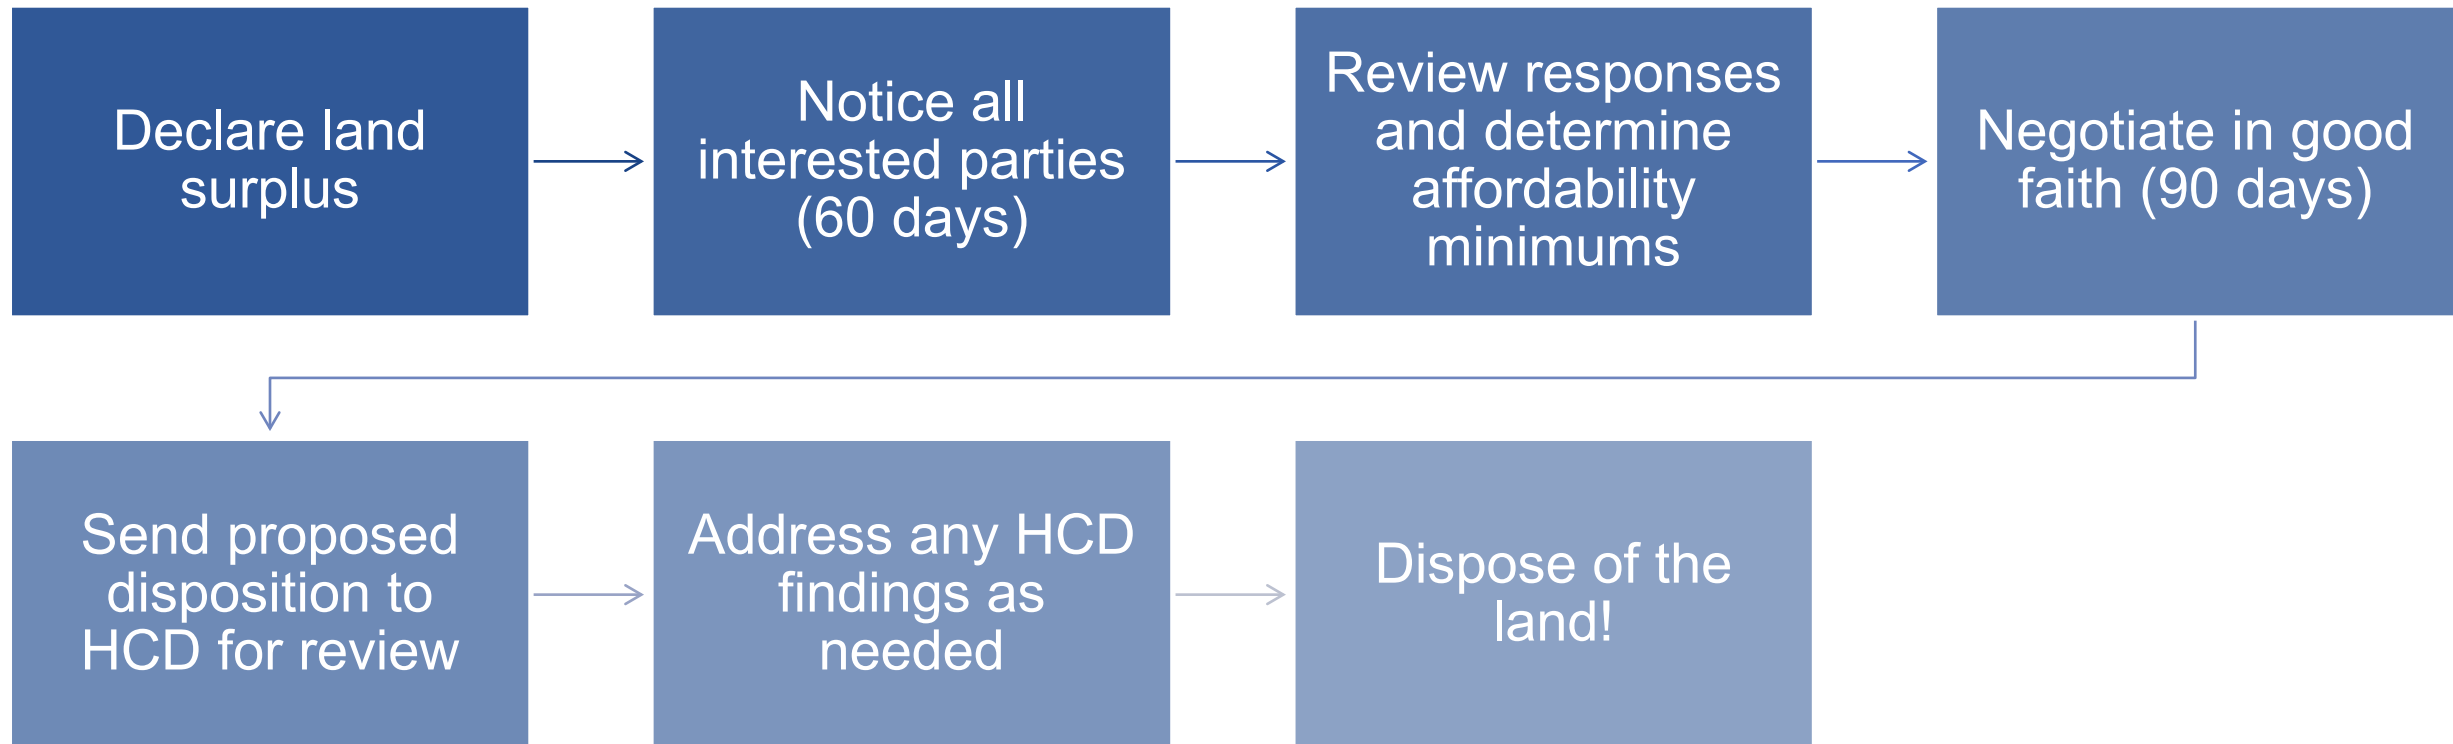 Declare land
surplus
Notice all
interested parties
(60 days)
Review responses
and determine
affordability
minimums
Negotiate in good
faith (90 days)
Send proposed
disposition to
HCD for review
Address any HCD
findings as
needed
Dispose of the
land!